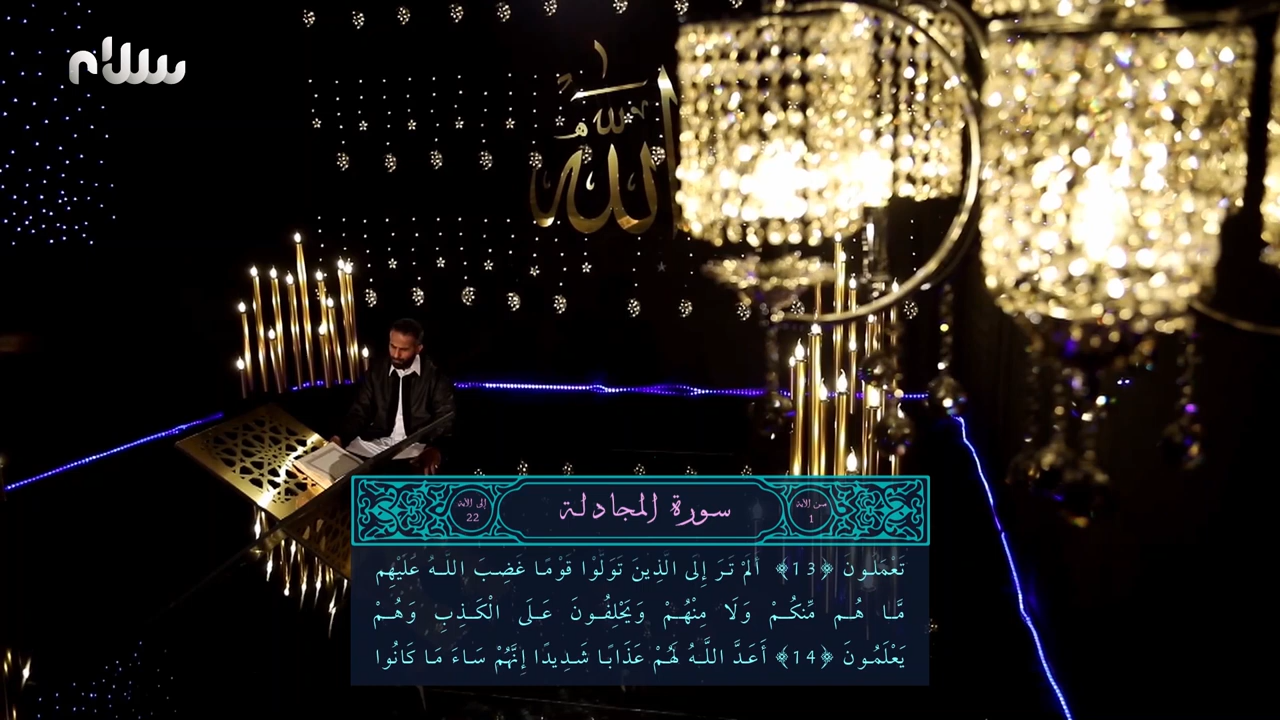 سلام
الله
سورة المجادلة
من الآية
1
إلى الآية
22
تَعْمَلُونَ ﴿13﴾ أَلَمْ تَرَ إِلَى الَّذِينَ تَوَلَّوْا قَوْمًا غَضِبَ اللَّهُ عَلَيْهِم
مَّا هُم مِّنكُمْ وَلَا مِنْهُمْ وَيَحْلِفُونَ عَلَى الْكَذِبِ وَهُمْ
يَعْلَمُونَ ﴿14﴾ أَعَدَّ اللَّهُ لَهُمْ عَذَابًا شَدِيدًا إِنَّهُمْ سَاءَ مَا كَانُوا